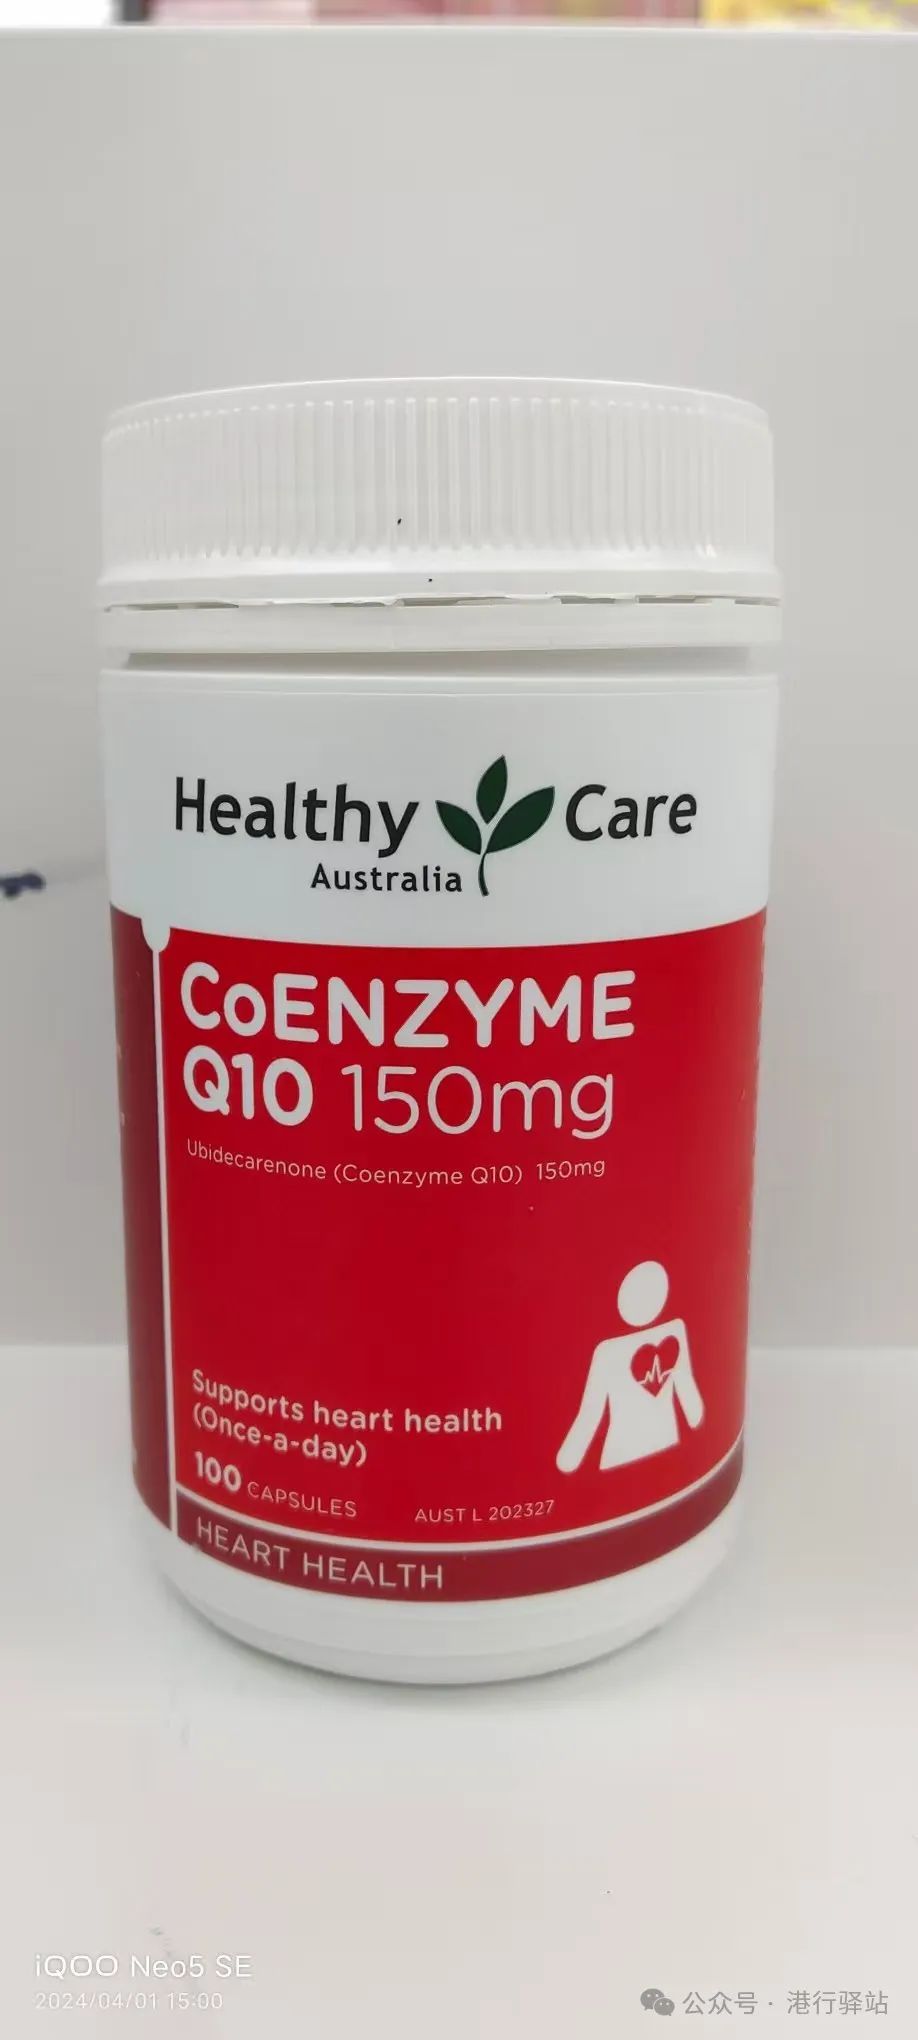 Healthy Care
Australia
CoENZYME
Q10 150mg
Ubidecarenone (Coenzyme Q10) 150mg
Supports heart health
(Once-a-day)
100 CAPSULES
AUST L 202327
HEART HEALTH
iQOO Neo5 SE
2024/04/01 15:00
公众号 · 港行驿站